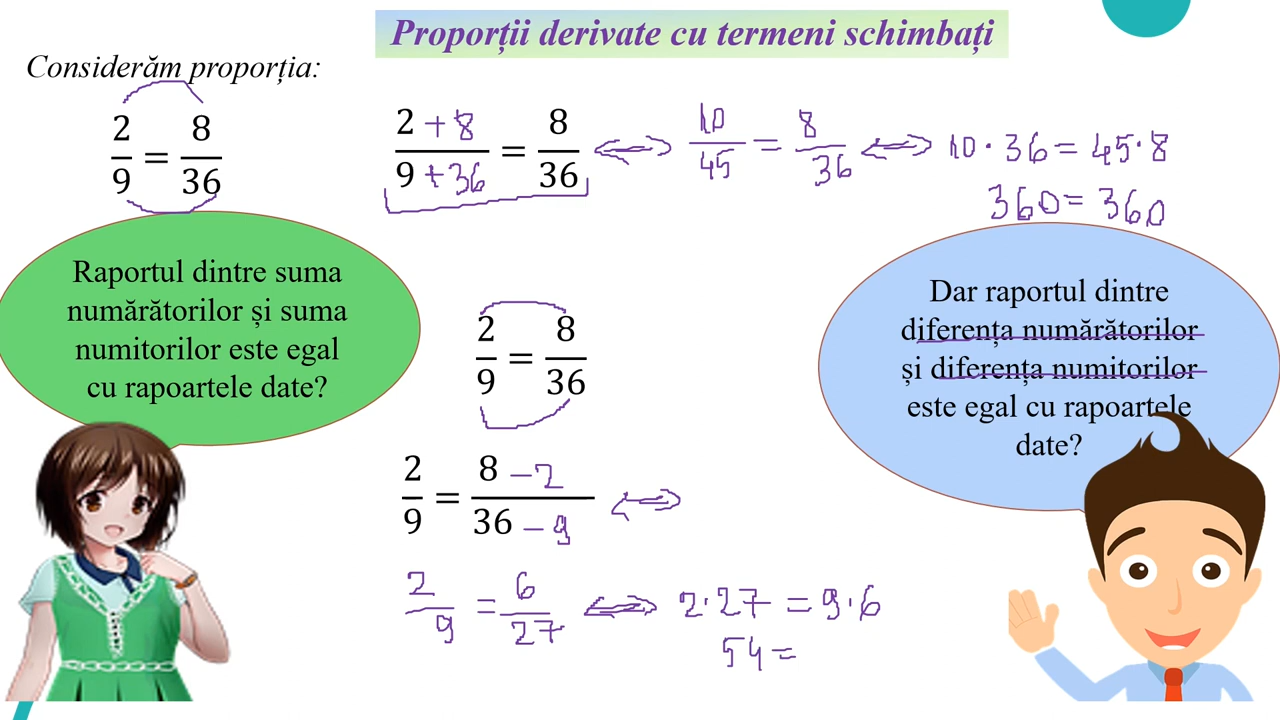 Proporții derivate cu termeni schimbați
Considerăm proporția:
2/9 = 8/36
(2 + 8)/(9 + 36) = 8/36 ⟺ 10/45 = 8/36 ⟺ 10 · 36 = 45 · 8
360 = 360
Raportul dintre suma
numărătorilor și suma
numitorilor este egal
cu rapoartele date?
2/9 = 8/36
Dar raportul dintre
diferența numărătorilor
și diferența numitorilor
este egal cu rapoartele
date?
2/9 = (8 − 2)/(36 − 9) ⟺
2/9 = 6/27 ⟺ 2 · 27 = 9 · 6
54 =